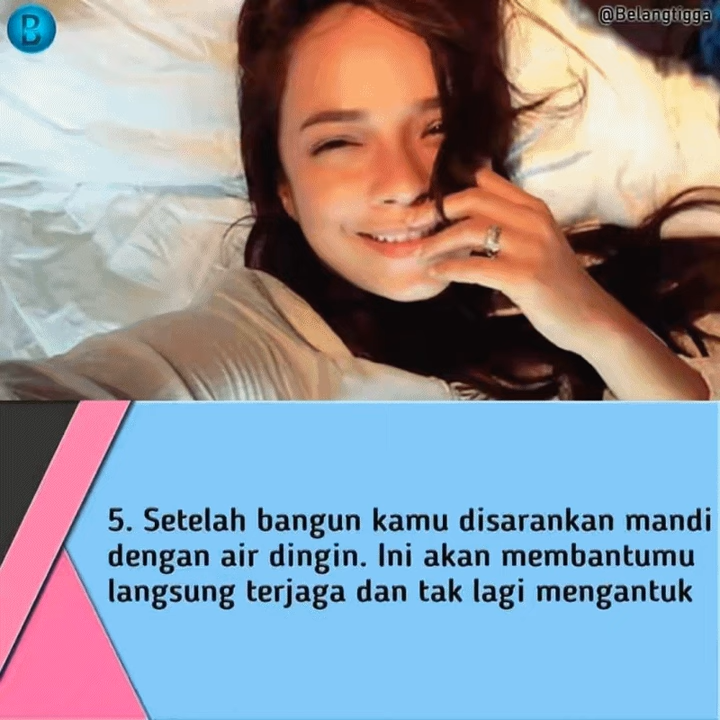 B
@Belangtigga
5. Setelah bangun kamu disarankan mandi
dengan air dingin. Ini akan membantumu
langsung terjaga dan tak lagi mengantuk